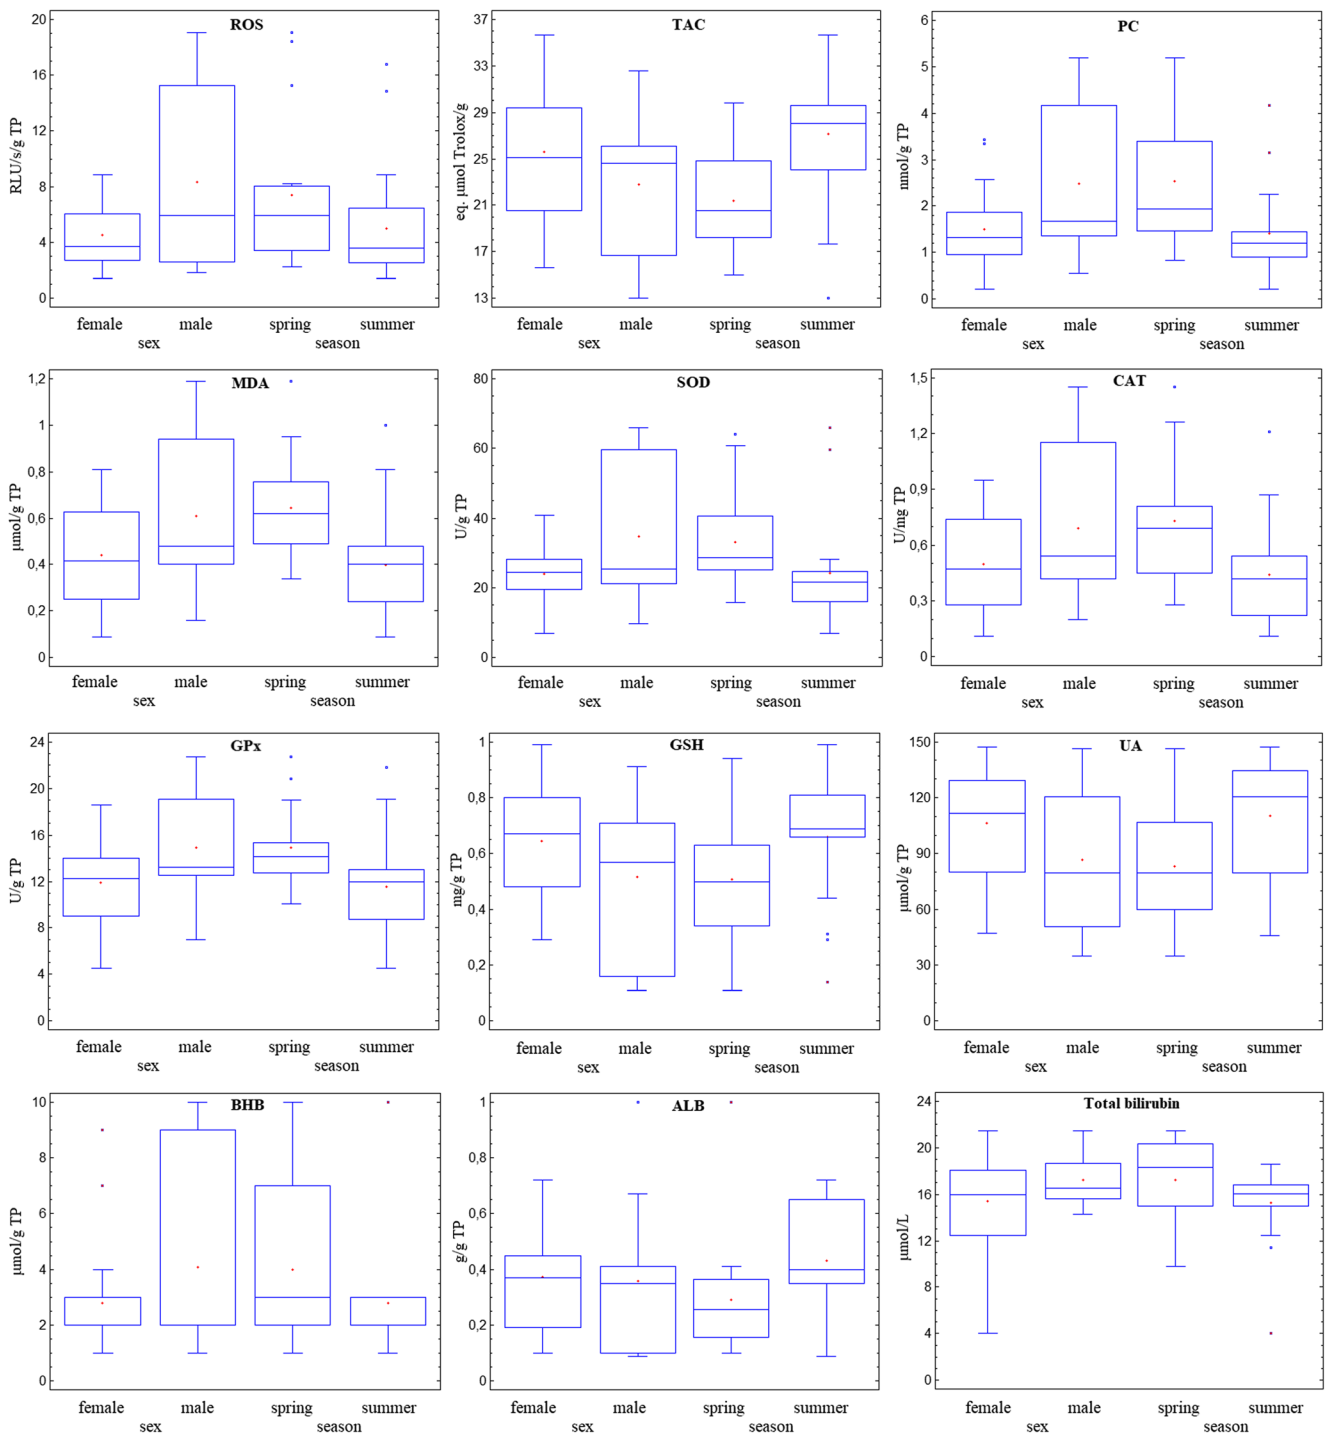 ROS
20
16
12
8
4
0
RLU/s/g TP
female male spring summer
sex season
TAC
37
33
29
25
21
17
13
eq. µmol Trolox/g
female male spring summer
sex season
PC
6
5
4
3
2
1
0
nmol/g TP
female male spring summer
sex season
MDA
1,2
1
0,8
0,6
0,4
0,2
0
µmol/g TP
female male spring summer
sex season
SOD
80
60
40
20
0
U/g TP
female male spring summer
sex season
CAT
1,5
1,2
0,9
0,6
0,3
0
U/mg TP
female male spring summer
sex season
GPx
24
20
16
12
8
4
0
U/g TP
female male spring summer
sex season
GSH
1
0,8
0,6
0,4
0,2
0
mg/g TP
female male spring summer
sex season
UA
150
120
90
60
30
0
µmol/g TP
female male spring summer
sex season
BHB
10
8
6
4
2
0
µmol/g TP
female male spring summer
sex season
ALB
1
0,8
0,6
0,4
0,2
0
g/g TP
female male spring summer
sex season
Total bilirubin
24
20
16
12
8
4
0
µmol/L
female male spring summer
sex season